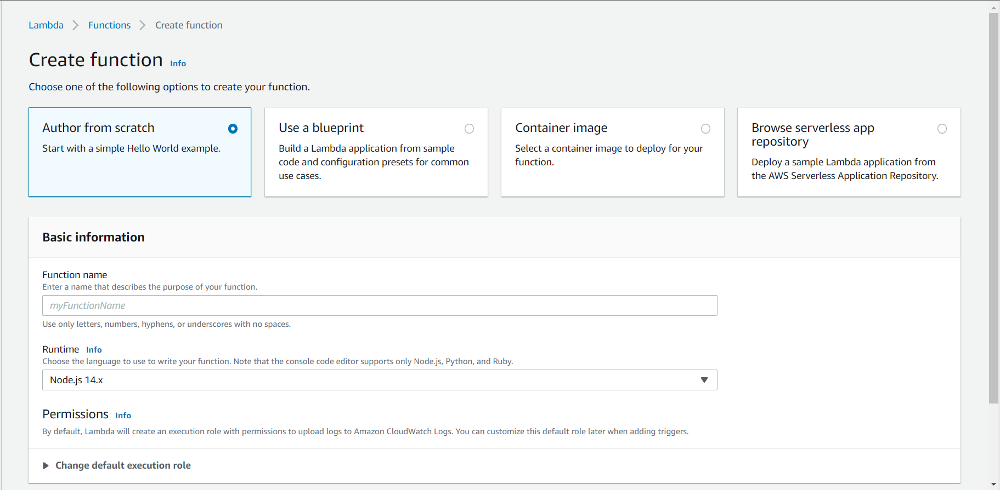 Lambda Functions Create function
Create function Info
Choose one of the following options to create your function.
Author from scratch
Start with a simple Hello World example.
Use a blueprint
Build a Lambda application from sample
code and configuration presets for common
use cases.
Container image
Select a container image to deploy for your
function.
Browse serverless app
repository
Deploy a sample Lambda application from
the AWS Serverless Application Repository.
Basic information
Function name
Enter a name that describes the purpose of your function.
myFunctionName
Use only letters, numbers, hyphens, or underscores with no spaces.
Runtime Info
Choose the language to use to write your function. Note that the console code editor supports only Node.js, Python, and Ruby.
Node.js 14.x
Permissions Info
By default, Lambda will create an execution role with permissions to upload logs to Amazon CloudWatch Logs. You can customize this default role later when adding triggers.
Change default execution role